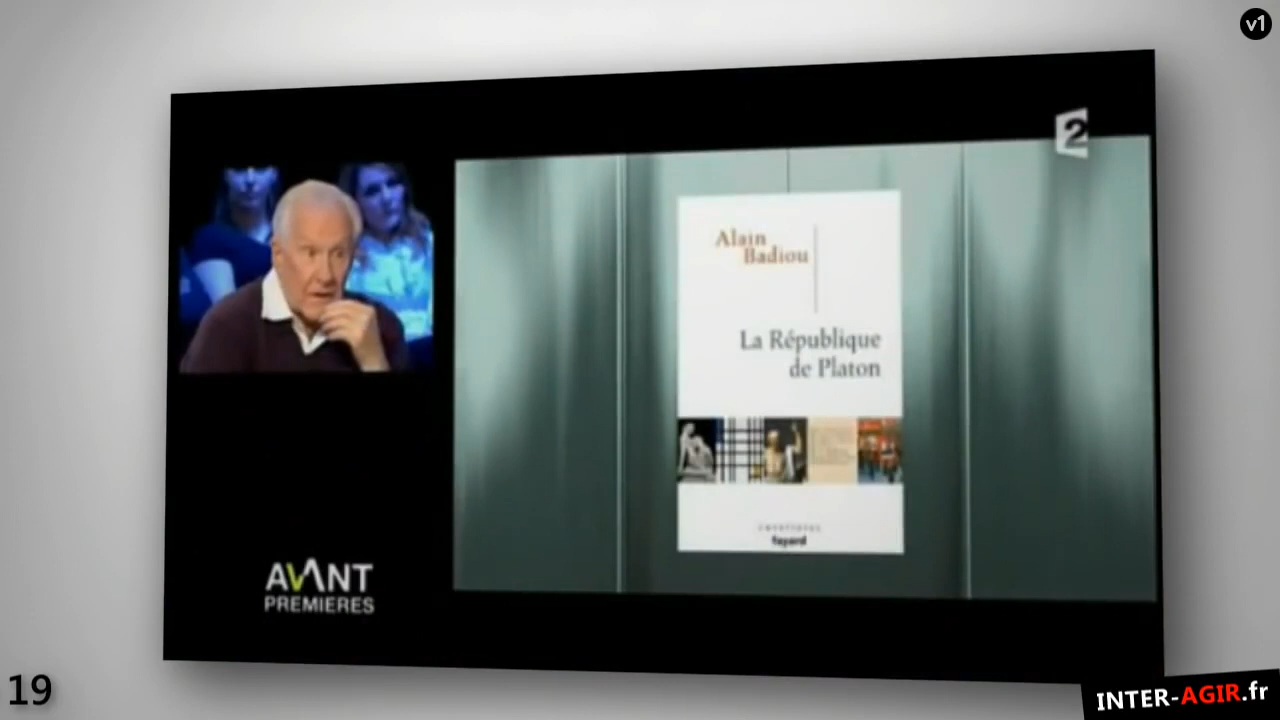 v1
2
Alain
Badiou
La République
de Platon
fayard
AVANT
PREMIERES
19
INTER-AGIR.fr